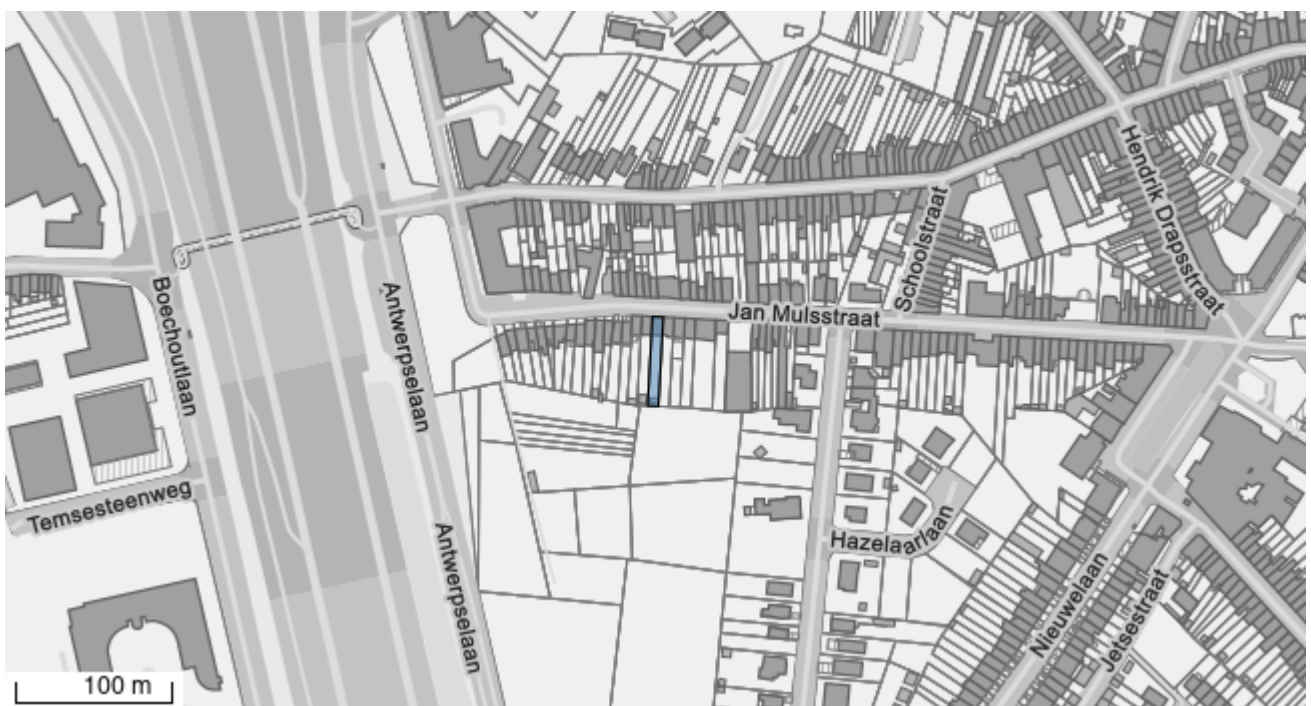 Hendrik Drapsstraat
Schoolstraat
Boechoutlaan
Antwerpselaan
Jan Mulsstraat
Temsesteenweg
Antwerpselaan
Hazelaarlaan
Nieuwelaan
Jetsestraat
100 m